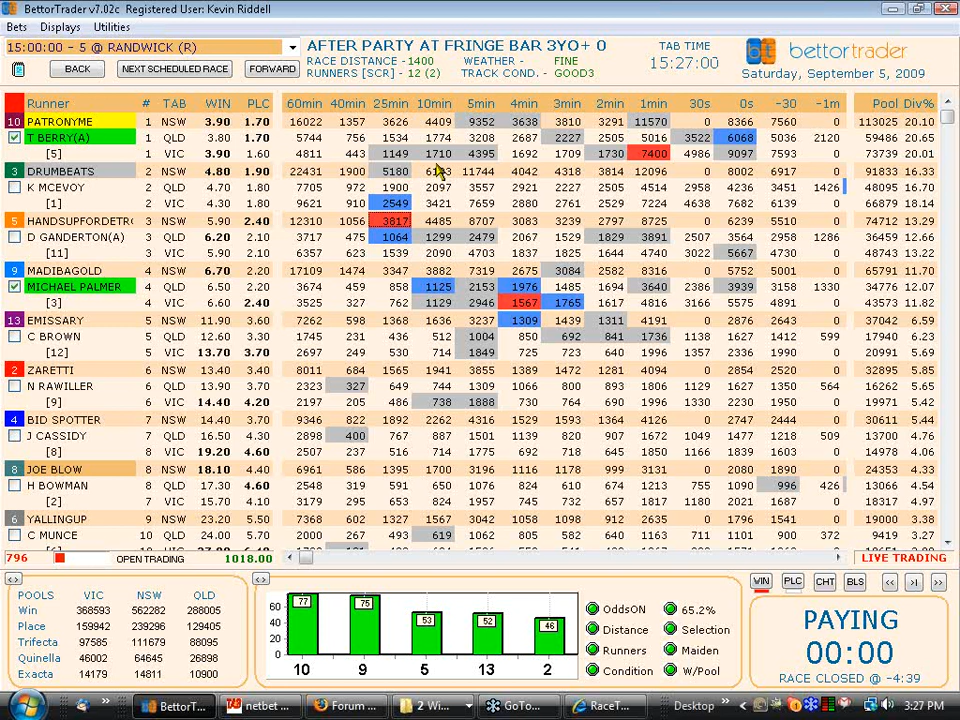 BettorTrader v7.02c Registered User: Kevin Riddell
Bets Displays Utilities
15:00:00 - 5 @ RANDWICK (R)
BACK NEXT SCHEDULED RACE FORWARD
AFTER PARTY AT FRINGE BAR 3YO+ 0
RACE DISTANCE -1400 WEATHER - FINE
RUNNERS [SCR] - 12 (2) TRACK COND. - GOOD3
TAB TIME
15:27:00
bettortrader
Saturday, September 5, 2009
Runner # TAB WIN PLC 60min 40min 25min 10min 5min 4min 3min 2min 1min 30s 0s -30 -1m Pool Div%
10 PATRONYME 1 NSW 3.90 1.70 16022 1357 3626 4409 9352 3638 3810 3291 11570 0 8366 7940 0 113025 20.10
T BERRY(A) 1 QLD 3.80 1.70 5744 756 1534 1774 3208 2687 2227 2505 5016 3522 6068 5036 2120 59486 20.65
[5] 1 VIC 3.90 1.60 4811 443 1149 1710 4395 1692 1709 1730 7400 4986 9097 7593 0 73739 20.01
3 DRUMBEATS 2 NSW 4.80 1.90 22431 1900 5180 11744 4042 4318 3814 12096 0 8002 6917 0 91833 16.33
K MCEVOY 2 QLD 4.70 1.80 7705 972 1900 2097 3557 2921 2227 2505 4514 2958 4236 3451 1426 48095 16.70
[1] 2 VIC 4.30 1.80 9621 910 2549 3421 7659 2880 2761 2529 7224 4638 7682 6139 0 66879 18.14
5 HANDSUPFORDETR 3 NSW 5.90 2.40 12310 1056 3817 4485 8707 3083 3239 2797 8725 0 6239 5510 0 74712 13.29
D GANDERTON(A) 3 QLD 6.20 2.10 3717 475 1064 1299 2479 2067 1529 1829 3891 2507 3564 2958 1286 36459 12.66
[11] 3 VIC 5.90 2.10 6357 623 1539 2090 4703 1837 1825 1644 4740 3022 5667 4730 0 48743 13.22
9 MADIBAGOLD 4 NSW 6.70 2.20 17109 1474 3347 3882 7319 2675 3084 2582 8316 0 5752 5001 0 65791 11.70
MICHAEL PALMER 4 QLD 6.50 2.20 3674 459 858 1125 2153 1976 1485 1694 3640 2386 3939 3158 1330 34776 12.07
[3] 4 VIC 6.60 2.40 3525 327 762 1129 2946 1567 1765 1617 4816 3165 5575 4891 0 43573 11.82
13 EMISSARY 5 NSW 11.90 3.60 7262 598 1368 1636 3237 1309 1439 1311 4191 0 2876 2643 0 37042 6.59
C BROWN 5 QLD 12.60 3.30 1745 231 436 512 1004 850 692 841 1736 1138 1627 1412 635 17940 6.23
[12] 5 VIC 13.70 3.70 2697 249 530 714 1849 725 723 640 1996 1357 2336 1990 0 20991 5.69
2 ZARETTI 6 NSW 13.40 3.40 8011 684 1565 1941 3855 1389 1472 1281 4094 0 2854 2520 0 32895 5.85
N RAWILLER 6 QLD 13.90 3.70 2323 327 649 744 1309 1066 800 893 1806 1129 1627 1350 564 16262 5.65
[9] 6 VIC 14.40 4.20 2197 205 486 738 1888 730 764 660 1996 1330 2250 1930 0 19971 5.42
4 BID SPOTTER 7 NSW 14.40 3.70 9346 822 1892 2262 4316 1529 1593 1364 4126 0 2747 2444 0 30611 5.44
J CASSIDY 7 QLD 16.50 4.30 2898 400 767 887 1501 1139 820 907 1672 1049 1477 1218 509 13700 4.76
[8] 7 VIC 19.20 4.60 2507 237 516 714 1775 692 718 645 1850 1166 1839 1603 0 14978 4.06
8 JOE BLOW 8 NSW 18.10 4.40 6961 586 1395 1700 3196 1116 1178 999 3131 0 2080 1890 0 24353 4.33
H BOWMAN 8 QLD 17.30 4.60 2548 319 591 650 1076 824 610 674 1213 755 1090 996 426 13066 4.54
[2] 7 VIC 15.70 4.10 3179 295 653 824 1957 745 732 657 1817 1180 2021 1687 0 18317 4.97
6 YALLINGUP 9 NSW 23.20 5.50 7368 602 1327 1567 3042 1058 1098 912 2635 0 1796 1541 0 19000 3.38
C MUNCE 10 QLD 24.00 5.70 2000 267 493 619 1062 805 582 640 1163 711 1101 900 372 11093 3.27
796 OPEN TRADING 1018.00 LIVE TRADING
POOLS VIC NSW QLD
Win 368593 562282 288005
Place 159942 239296 129405
Trifecta 97585 111679 88095
Quinella 46002 64645 26898
Exacta 14179 14811 10900
60
40
20
0
77 75 53 52 46
10 9 5 13 2
OddsON 65.2%
Distance Selection
Runners Maiden
Condition W/Pool
WIN PLC CHT BLS << >| >>
PAYING
00:00
RACE CLOSED @ -4:39
BettorT... netbet ... Forum ... 2 Win... GoTo... RaceT... Desktop 3:27 PM